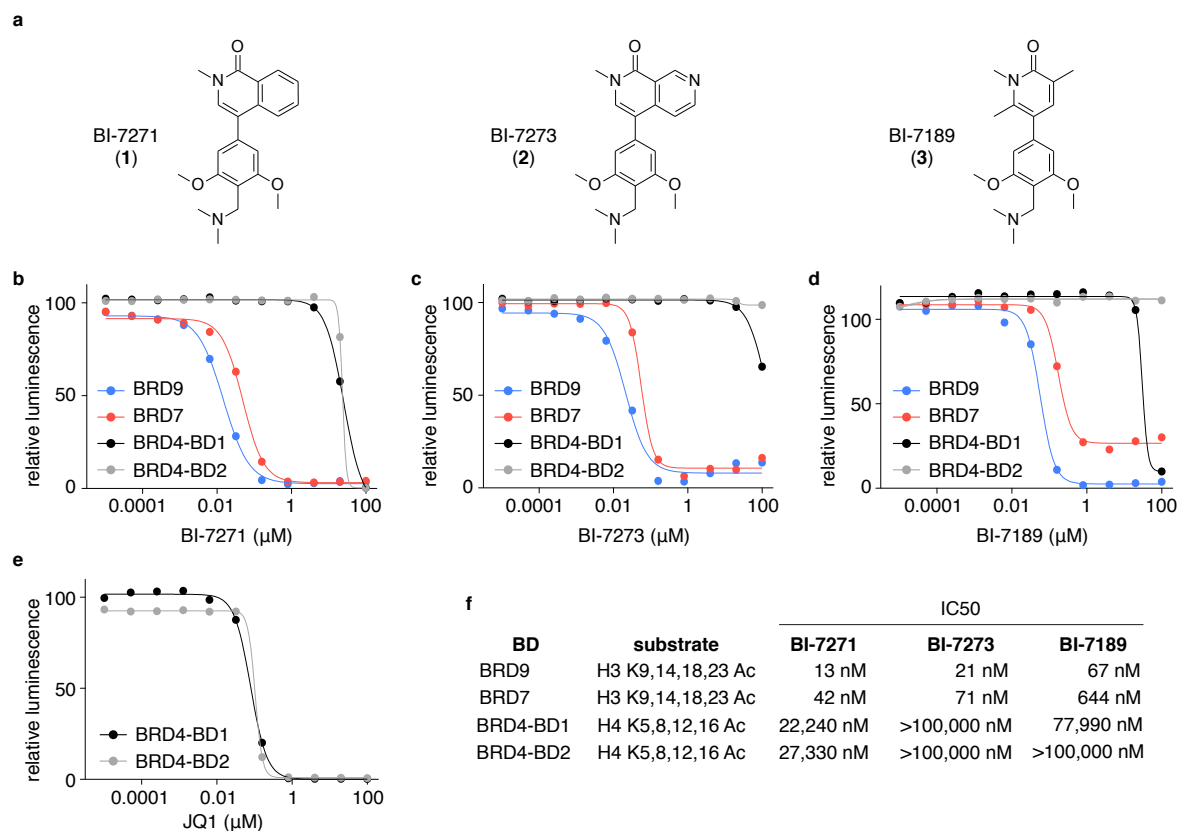 a
BI-7271
(1)
O
N
O
O
N
BI-7273
(2)
O
N
N
O
O
N
BI-7189
(3)
O
N
O
O
N
b
relative luminescence
100
50
0
BRD9
BRD7
BRD4-BD1
BRD4-BD2
0.0001 0.01 1 100
BI-7271 (µM)
c
relative luminescence
100
50
0
BRD9
BRD7
BRD4-BD1
BRD4-BD2
0.0001 0.01 1 100
BI-7273 (µM)
d
relative luminescence
100
50
0
BRD9
BRD7
BRD4-BD1
BRD4-BD2
0.0001 0.01 1 100
BI-7189 (µM)
e
relative luminescence
100
50
0
BRD4-BD1
BRD4-BD2
0.0001 0.01 1 100
JQ1 (µM)
f
IC50
BD substrate BI-7271 BI-7273 BI-7189
BRD9 H3 K9,14,18,23 Ac 13 nM 21 nM 67 nM
BRD7 H3 K9,14,18,23 Ac 42 nM 71 nM 644 nM
BRD4-BD1 H4 K5,8,12,16 Ac 22,240 nM >100,000 nM 77,990 nM
BRD4-BD2 H4 K5,8,12,16 Ac 27,330 nM >100,000 nM >100,000 nM